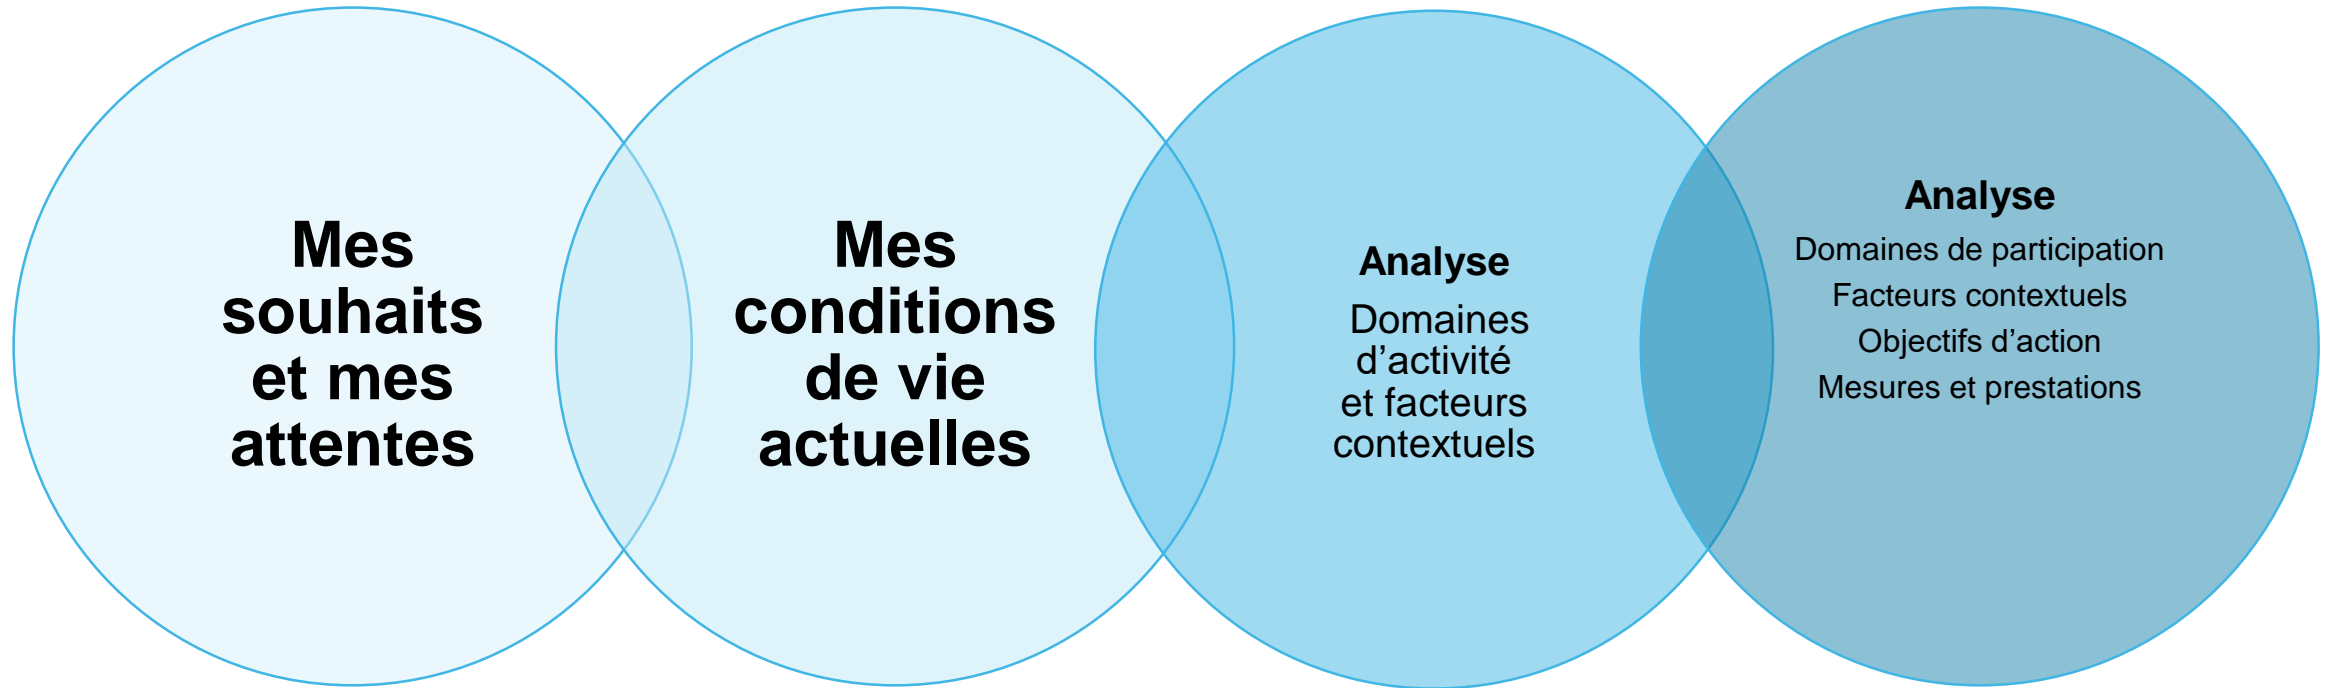 Mes
souhaits
et mes
attentes
Mes
conditions
de vie
actuelles
Analyse
Domaines
d’activité
et facteurs
contextuels
Analyse
Domaines de participation
Facteurs contextuels
Objectifs d’action
Mesures et prestations